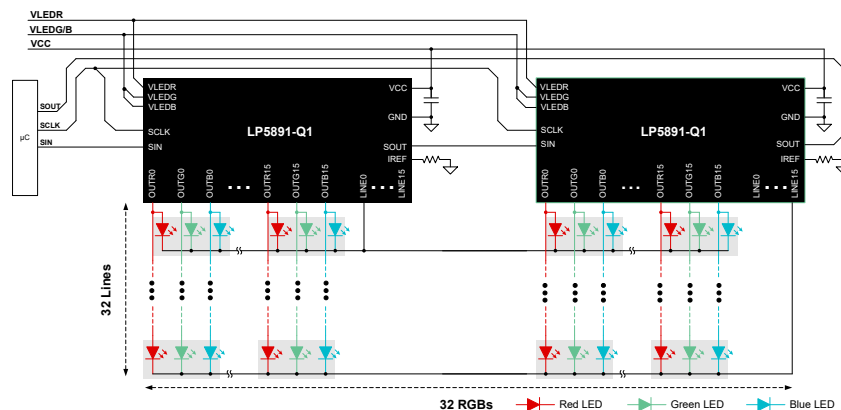 VLEDR
VLEDG/B
VCC
µC
SOUT
SCLK
SIN
VLEDR
VLEDG
VLEDB
SCLK
SIN
LP5891-Q1
VCC
GND
SOUT
IREF
OUTR0
OUTG0
OUTB0
OUTR15
OUTG15
OUTB15
LINE0
LINE15
VLEDR
VLEDG
VLEDB
SCLK
SIN
LP5891-Q1
VCC
GND
SOUT
IREF
OUTR0
OUTG0
OUTB0
OUTR15
OUTG15
OUTB15
LINE0
LINE15
32 Lines
32 RGBs
Red LED
Green LED
Blue LED